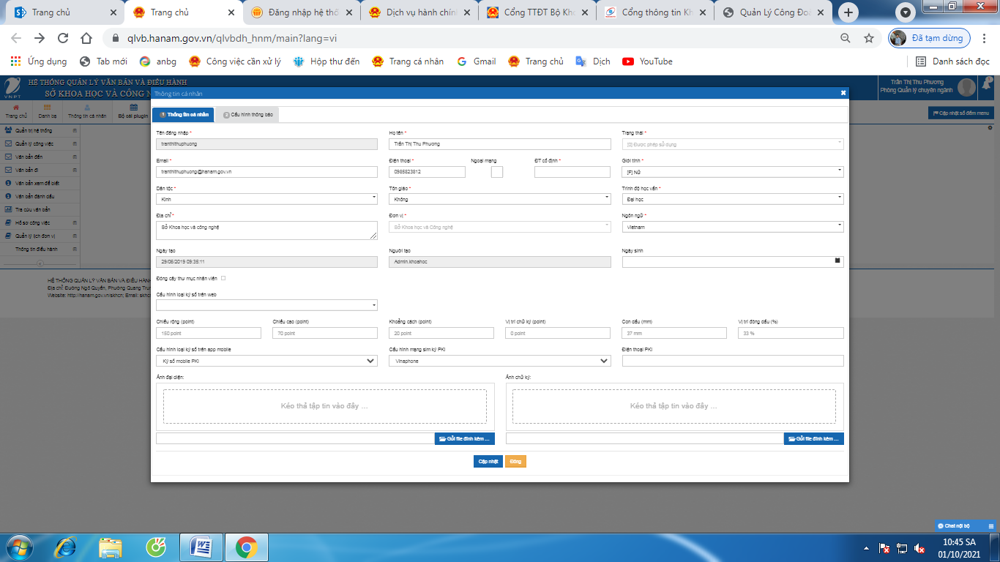 Trang chủ
Trang chủ
Đăng nhập hệ thố
Dịch vụ hành chính
Cổng TTĐT Bộ Kho
Cổng thông tin Kh
Quản Lý Công Đoà
qlvb.hanam.gov.vn/qlvbdh_hnm/main?lang=vi
Đã tạm dừng
Ứng dụng
Tab mới
anbg
Công việc cần xử lý
Hộp thư đến
Trang cá nhân
Gmail
Trang chủ
Dịch
YouTube
Danh sách đọc
VNPT
HỆ THỐNG QUẢN LÝ VĂN BẢN VÀ ĐIỀU HÀNH
SỞ KHOA HỌC VÀ CÔNG N
Trần Thị Thu Phương
Phòng Quản lý chuyên ngành
Trang chủ
Danh bạ
Thông tin cá nhân
Bộ cài plugin
Cập nhật số đếm menu
Quản trị hệ thống
Quản lý công việc
Văn bản đến
Văn bản đi
Văn bản xem để biết
Văn bản đánh dấu
Tra cứu văn bản
Hồ sơ công việc
Quản lý lịch đơn vị
Thông tin điều hành
HỆ THỐNG QUẢN LÝ VĂN BẢN VÀ ĐIỀU HÀNH
Địa chỉ: Đường Ngô Quyền, Phường Quang Trun
Website: http://hanam.gov.vn/skhcn; Email: skhc
Thông tin cá nhân
1 Thông tin cá nhân
2 Cấu hình thông báo
Tên đăng nhập *
Họ tên *
Trạng thái *
tranthithuphuong
Trần Thị Thu Phương
[0] Được phép sử dụng
Email *
Điện thoại *
Ngoại mạng
ĐT cố định *
Giới tính *
tranthithuphuong@hanam.gov.vn
0985823812
[F] Nữ
Dân tộc *
Tôn giáo *
Trình độ học vấn *
Kinh
Không
Đại học
Địa chỉ *
Đơn vị *
Ngôn ngữ *
Sở Khoa học và công nghệ
Sở Khoa học và Công nghệ
Vietnam
Ngày tạo
Người tạo
Ngày sinh
29/06/2019 09:35:11
Admin.khoahoc
Đóng cây thư mục nhân viên
Cấu hình loại ký số trên web
Chiều rộng (point)
Chiều cao (point)
Khoảng cách (point)
Vị trí chữ ký (point)
Con dấu (mm)
Vị trí đóng dấu (%)
150 point
70 point
20 point
0 point
37 mm
33 %
Cấu hình loại ký số trên app mobile
Cấu hình mạng sim ký PKI
Điện thoại PKI
Ký số mobile PKI
Vinaphone
Ảnh đại diện:
Ảnh chữ ký:
Kéo thả tập tin vào đây ...
Kéo thả tập tin vào đây ...
Gửi file đính kèm ...
Gửi file đính kèm ...
Cập nhật
Đóng
Chat nội bộ
10:45 SA
01/10/2021